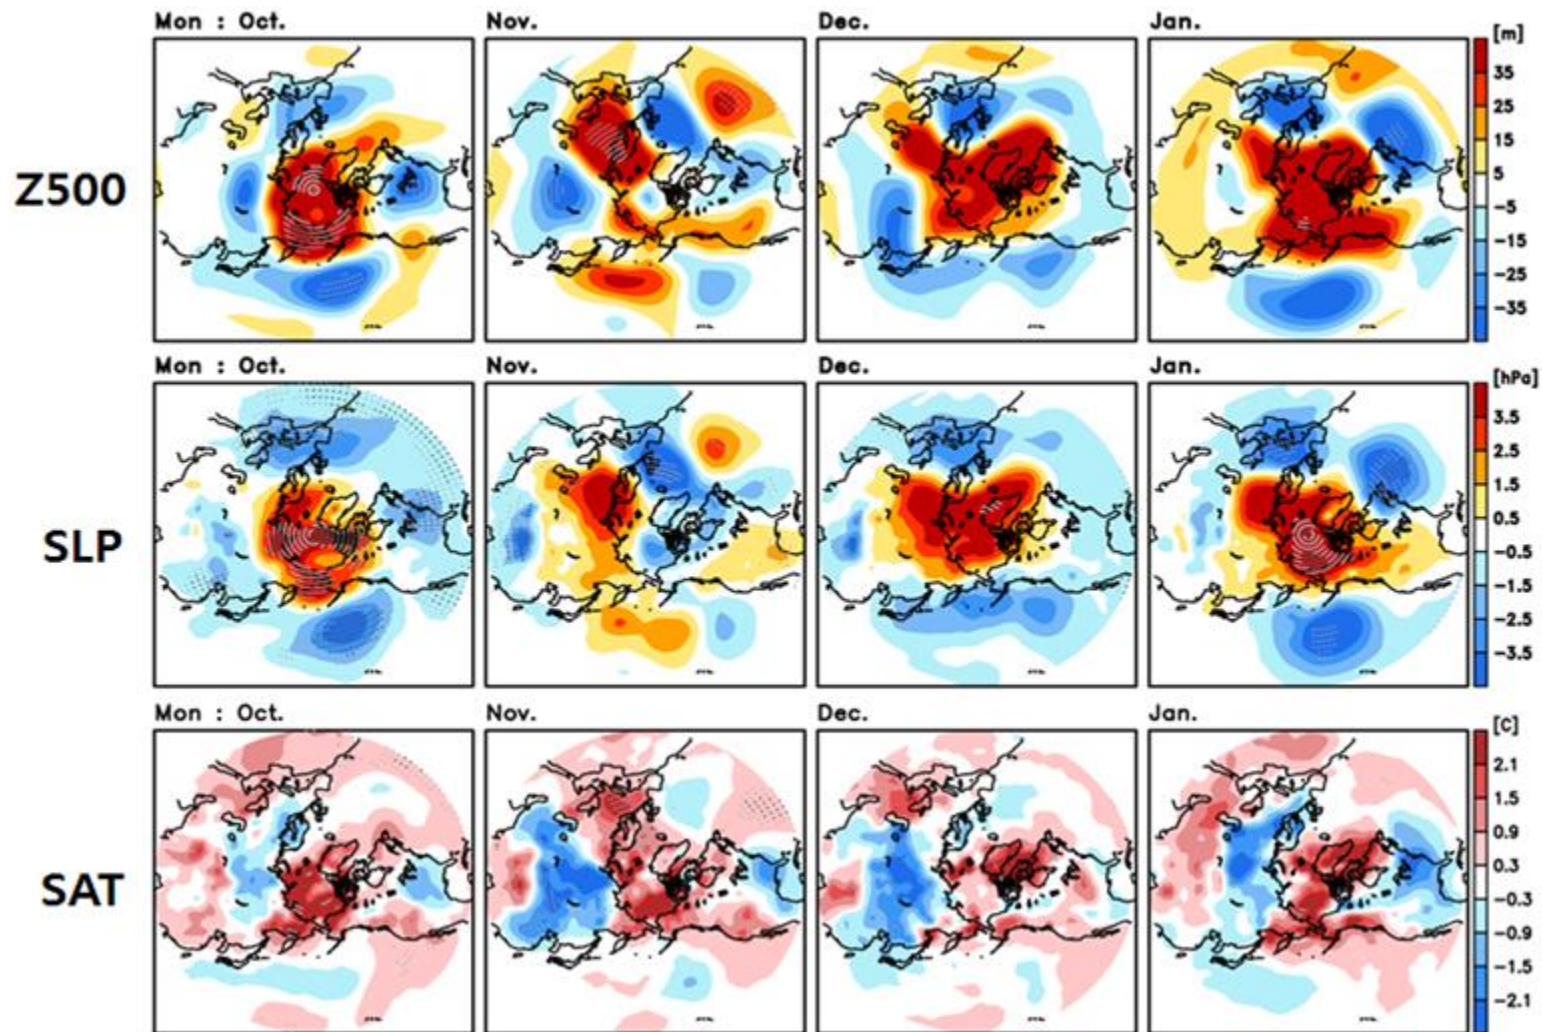 Mon : Oct.
Nov.
Dec.
Jan.
[m]
35
25
15
5
-5
-15
-25
-35
Z500
Mon : Oct.
Nov.
Dec.
Jan.
[hPa]
3.5
2.5
1.5
0.5
-0.5
-1.5
-2.5
-3.5
SLP
Mon : Oct.
Nov.
Dec.
Jan.
[C]
2.1
1.5
0.9
0.3
-0.3
-0.9
-1.5
-2.1
SAT